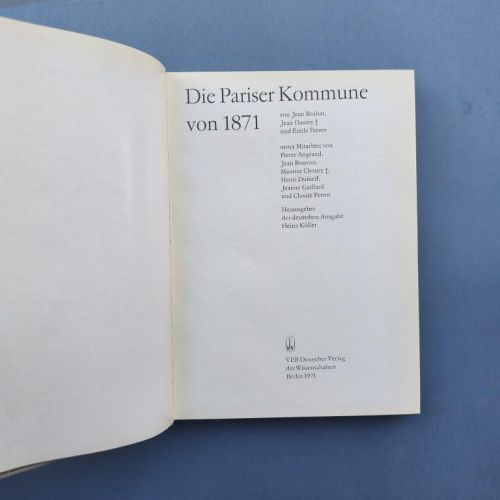 Die Pariser Kommune
von 1871
von Jean Bruhat,
Jean Dautry †
und Emile Tersen
unter Mitarbeit von
Pierre Angrand,
Jean Bouvier,
Maurice Choury †,
Henri Dubief,
Jeanne Gaillard
und Claude Perrot
Herausgeber
der deutschen Ausgabe
Heinz Köller
VEB Deutscher Verlag
der Wissenschaften
Berlin 1971